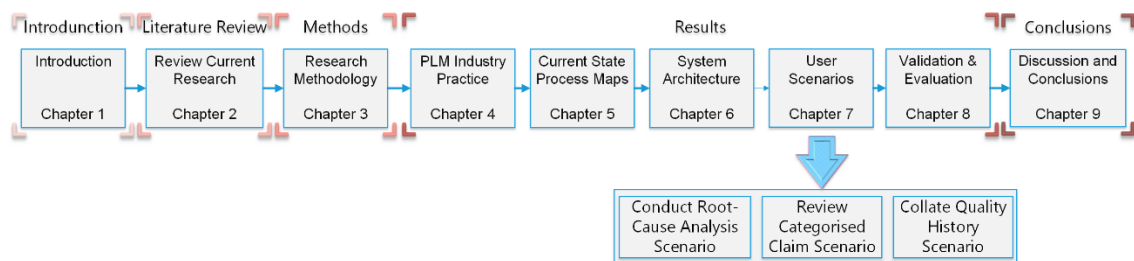 Introdunction
Literature Review
Methods
Results
Conclusions
Introduction
Chapter 1
Review Current
Research
Chapter 2
Research
Methodology
Chapter 3
PLM Industry
Practice
Chapter 4
Current State
Process Maps
Chapter 5
System
Architecture
Chapter 6
User
Scenarios
Chapter 7
Validation &
Evaluation
Chapter 8
Discussion and
Conclusions
Chapter 9
Conduct Root-
Cause Analysis
Scenario
Review
Categorised
Claim Scenario
Collate Quality
History
Scenario